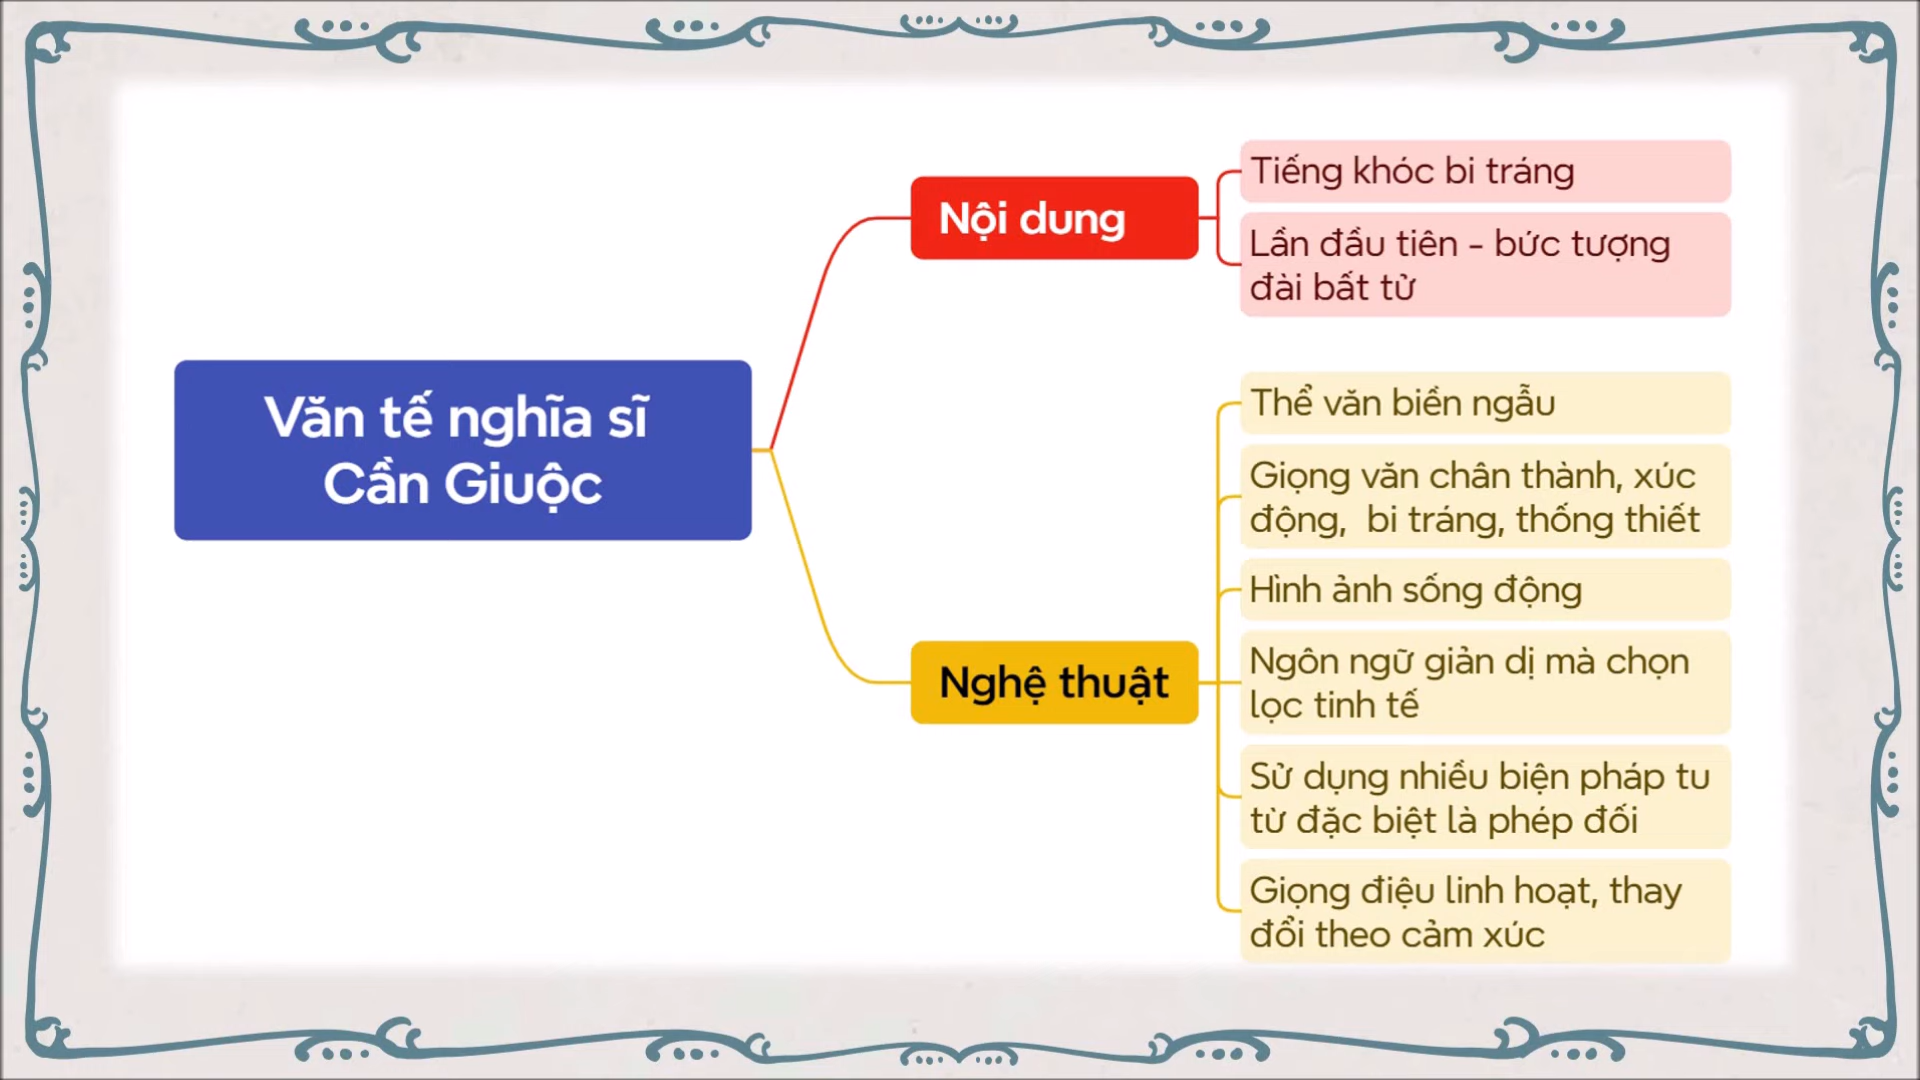 Văn tế nghĩa sĩ
Cần Giuộc
Nội dung
Tiếng khóc bi tráng
Lần đầu tiên - bức tượng
đài bất tử
Nghệ thuật
Thể văn biền ngẫu
Giọng văn chân thành, xúc
động,  bi tráng, thống thiết
Hình ảnh sống động
Ngôn ngữ giản dị mà chọn
lọc tinh tế
Sử dụng nhiều biện pháp tu
từ đặc biệt là phép đối
Giọng điệu linh hoạt, thay
đổi theo cảm xúc